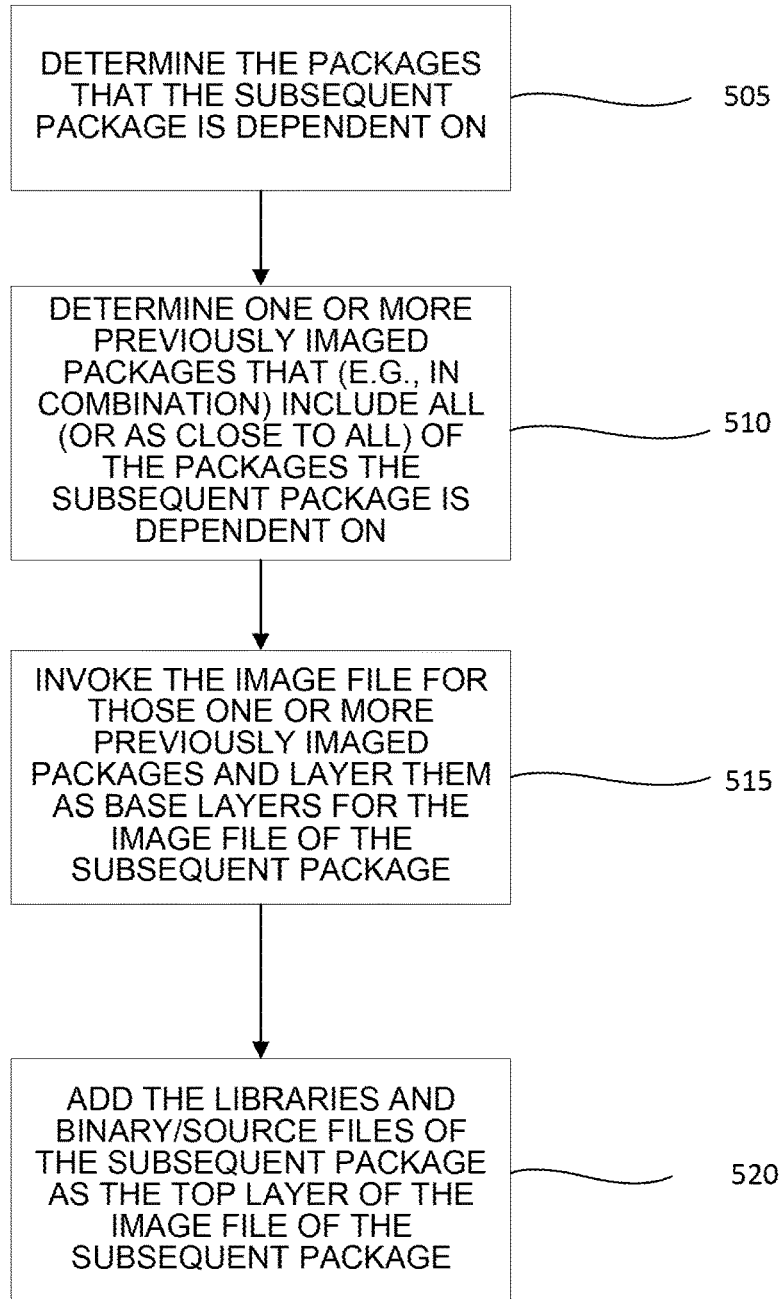 DETERMINE THE PACKAGES
THAT THE SUBSEQUENT
PACKAGE IS DEPENDENT ON
505
DETERMINE ONE OR MORE
PREVIOUSLY IMAGED
PACKAGES THAT (E.G., IN
COMBINATION) INCLUDE ALL
(OR AS CLOSE TO ALL) OF
THE PACKAGES THE
SUBSEQUENT PACKAGE IS
DEPENDENT ON
510
INVOKE THE IMAGE FILE FOR
THOSE ONE OR MORE
PREVIOUSLY IMAGED
PACKAGES AND LAYER THEM
AS BASE LAYERS FOR THE
IMAGE FILE OF THE
SUBSEQUENT PACKAGE
515
ADD THE LIBRARIES AND
BINARY/SOURCE FILES OF
THE SUBSEQUENT PACKAGE
AS THE TOP LAYER OF THE
IMAGE FILE OF THE
SUBSEQUENT PACKAGE
520